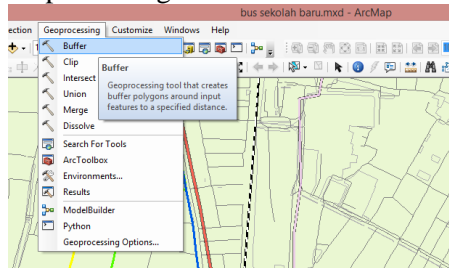 bus sekolah baru.mxd - ArcMap
ection Geoprocessing Customize Windows Help
Buffer
Clip
Intersect
Union
Merge
Dissolve
Buffer
Geoprocessing tool that creates
buffer polygons around input
features to a specified distance.
Search For Tools
ArcToolbox
Environments...
Results
ModelBuilder
Python
Geoprocessing Options...